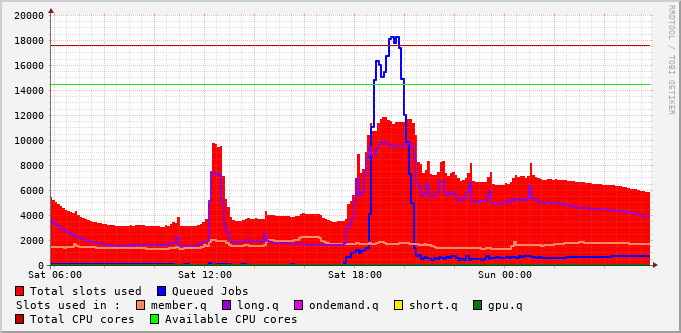 20000
18000
16000
14000
12000
10000
8000
6000
4000
2000
0
Sat 06:00 Sat 12:00 Sat 18:00 Sun 00:00
RRDTOOL / TOBI OETIKER
Total slots used Queued Jobs
Slots used in : member.q long.q ondemand.q short.q gpu.q
Total CPU cores Available CPU cores